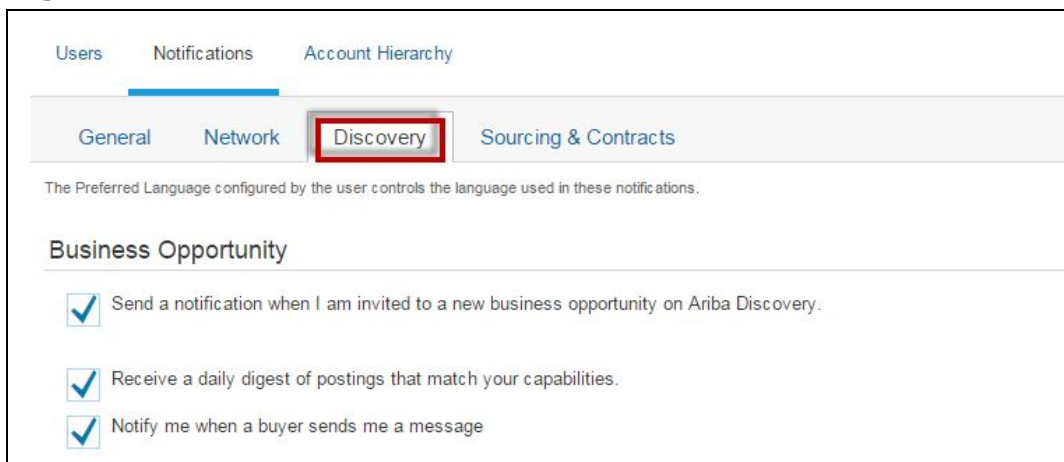 Users Notifications Account Hierarchy
General Network Discovery Sourcing & Contracts
The Preferred Language configured by the user controls the language used in these notifications.
Business Opportunity
Send a notification when I am invited to a new business opportunity on Ariba Discovery.
Receive a daily digest of postings that match your capabilities.
Notify me when a buyer sends me a message